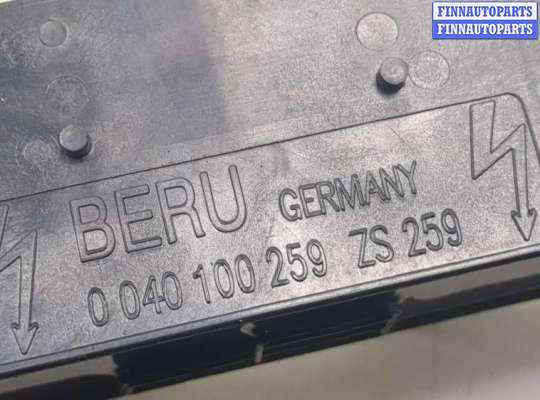 FINNAUTOPARTS
FINNAUTOPARTS
BERU GERMANY
0 040 100 259 ZS 259